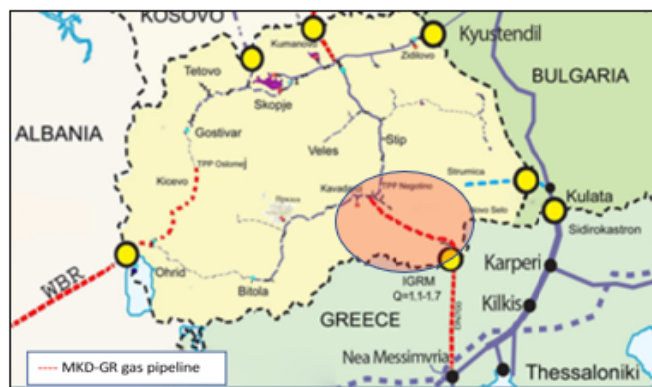 KOSOVO
Kumanovo
Kyustendil
Zidilovo
Tetovo
BULGARIA
Skopje
ALBANIA
Gostivar
Stip
Veles
TPP Oslomej
Kicevo
Strumica
TPP Negotino
Kavadarci
Kulata
Novo Selo
Sidirokastron
WBR
Ohrid
Bitola
IGRM
Q=1.1-1.7
Karperi
GREECE
Kilkis
Nea Messimvria
Thessaloniki
MKD-GR gas pipeline